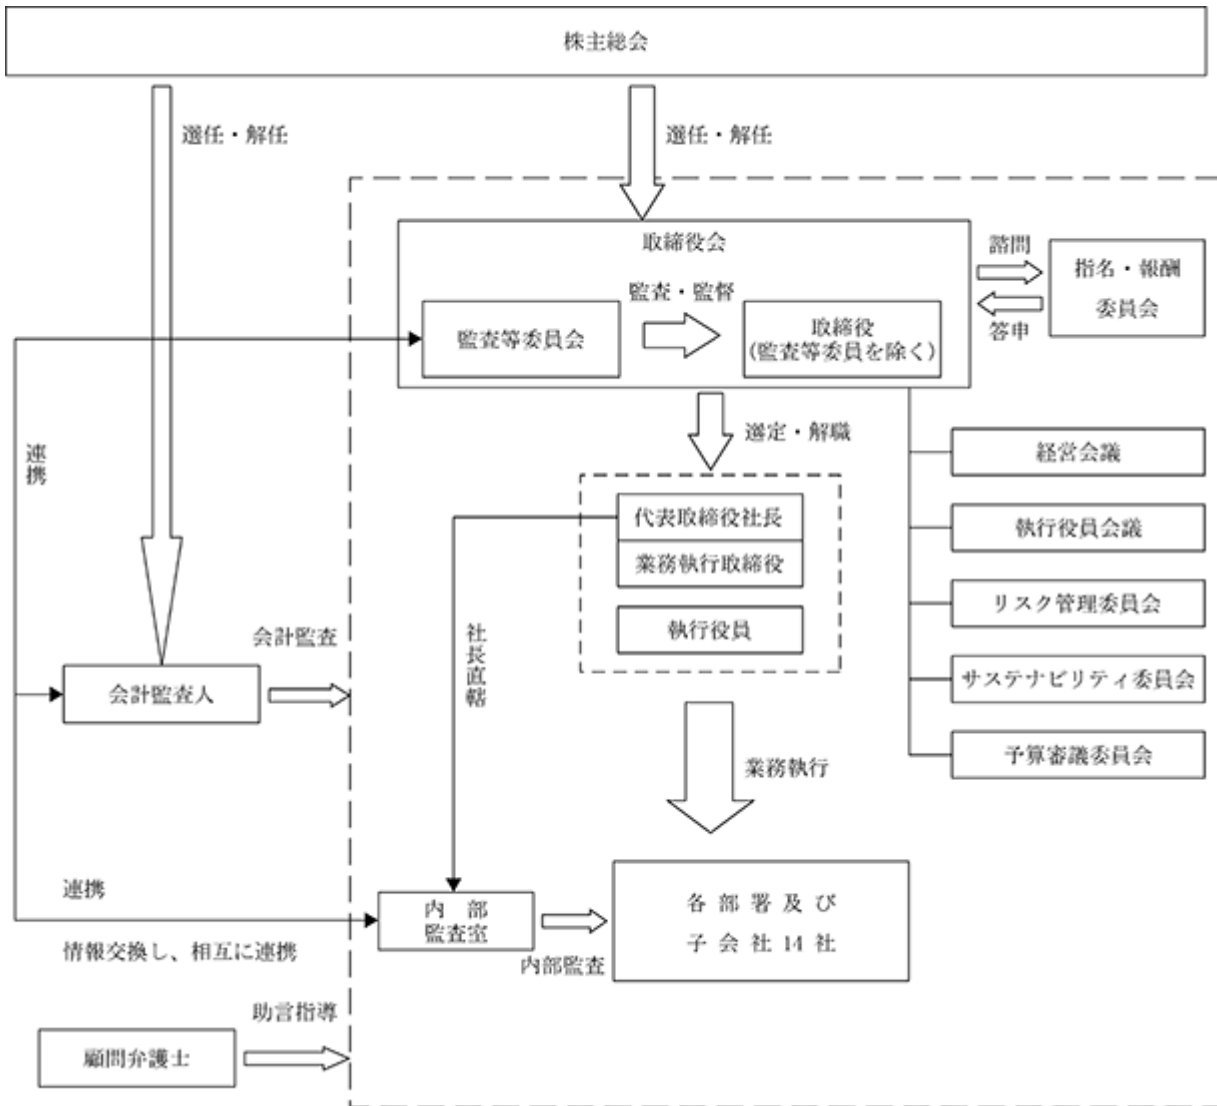 株主総会
選任・解任
選任・解任
取締役会
監査・監督
監査等委員会
取締役
(監査等委員を除く)
諮問
指名・報酬
委員会
答申
連携
選定・解職
経営会議
代表取締役社長
執行役員会議
業務執行取締役
リスク管理委員会
執行役員
会計監査
社長直轄
サステナビリティ委員会
会計監査人
予算審議委員会
業務執行
連携
内 部
監査室
各 部 署 及 び
子 会 社 14 社
情報交換し、相互に連携
内部監査
助言指導
顧問弁護士